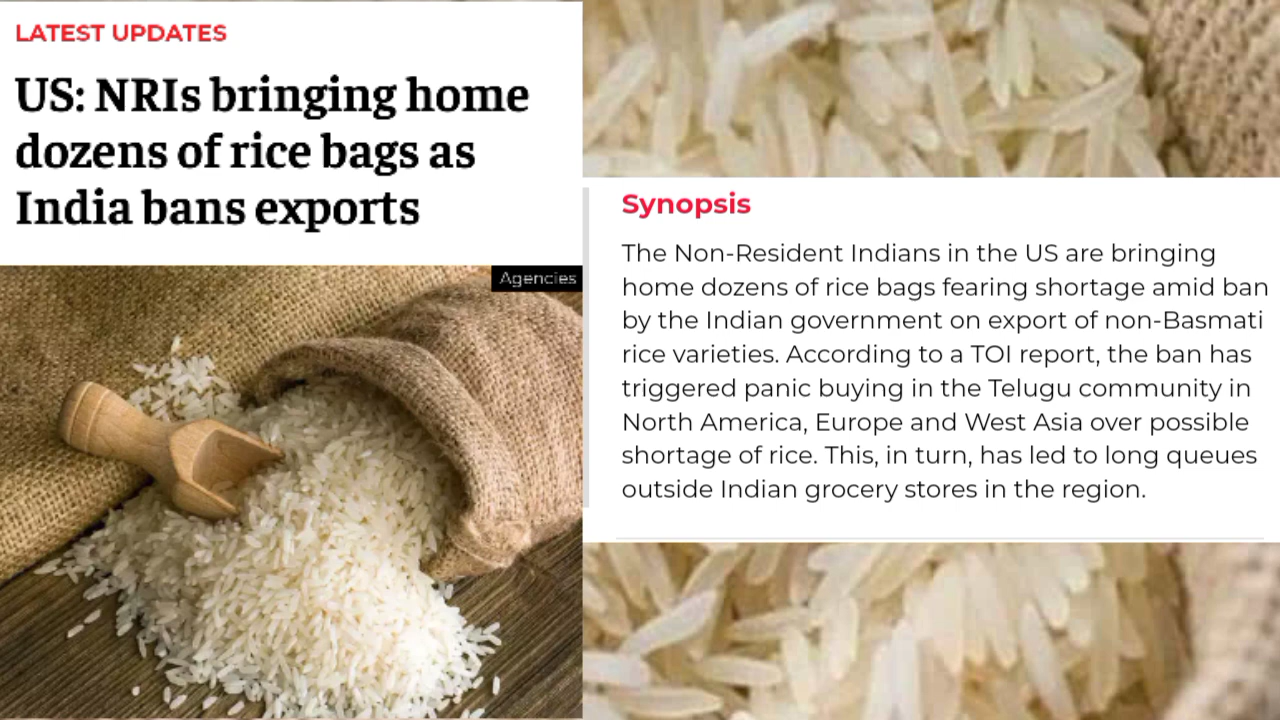 LATEST UPDATES
US: NRIs bringing home
dozens of rice bags as
India bans exports
Agencies
Synopsis
The Non-Resident Indians in the US are bringing
home dozens of rice bags fearing shortage amid ban
by the Indian government on export of non-Basmati
rice varieties. According to a TOI report, the ban has
triggered panic buying in the Telugu community in
North America, Europe and West Asia over possible
shortage of rice. This, in turn, has led to long queues
outside Indian grocery stores in the region.